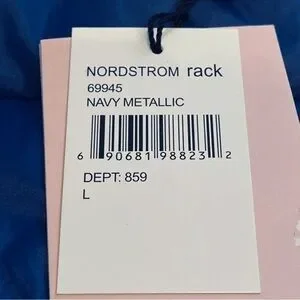 NORDSTROM rack
69945
NAVY METALLIC
6 90681 98823 2
DEPT: 859
L